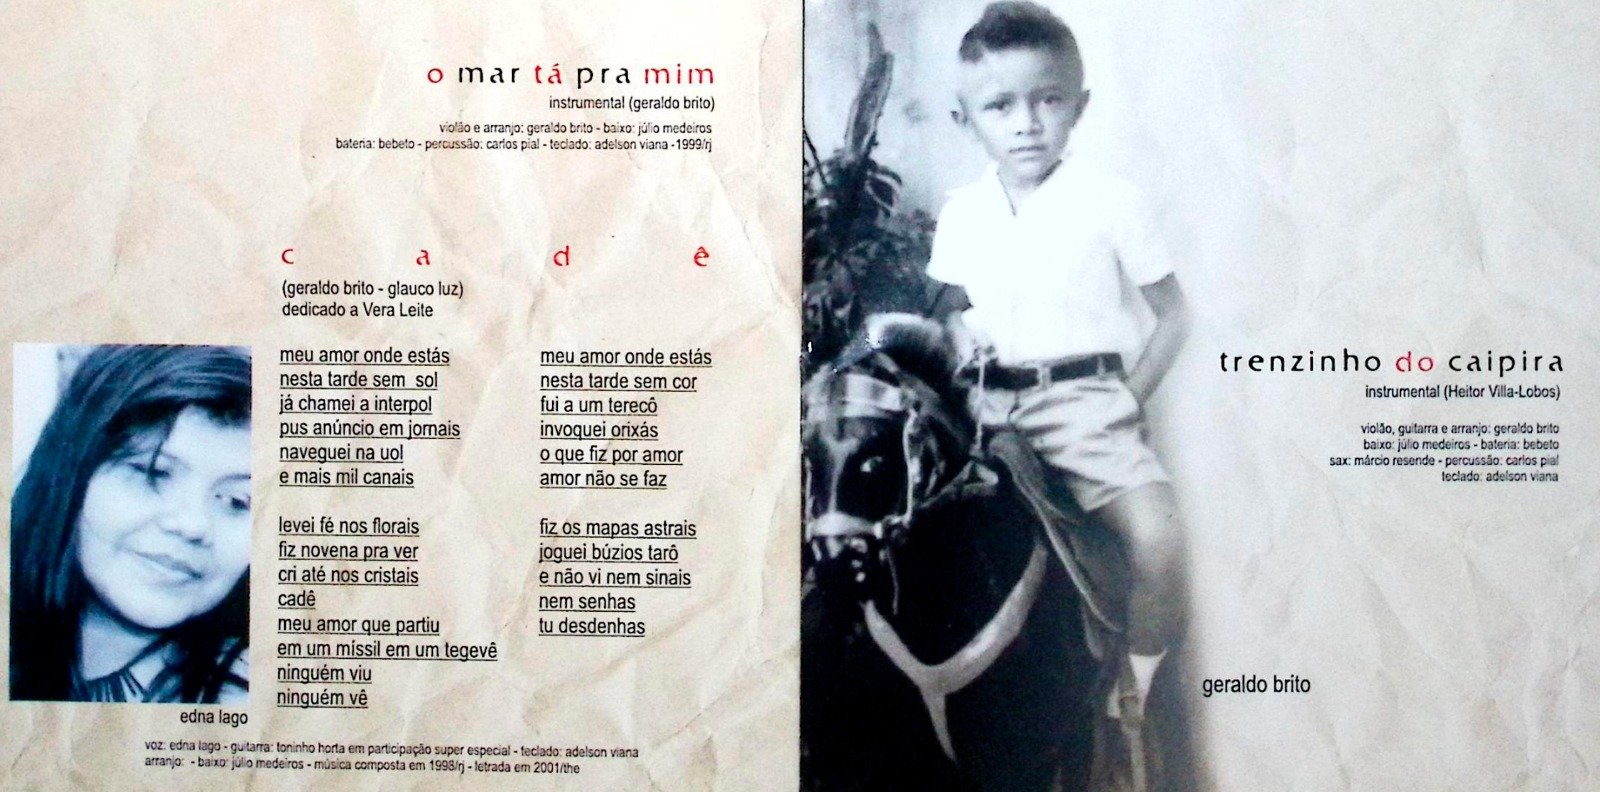 o mar tá pra mim
instrumental (geraldo brito)
violão e arranjo: geraldo brito - baixo: júlio medeiros
bateria: bebeto - percussão: carlos pial - teclado: adelson viana -1999/rj
cadê
(geraldo brito - glauco luz)
dedicado a Vera Leite
meu amor onde estás
nesta tarde sem sol
já chamei a interpol
pus anúncio em jornais
naveguei na uol
e mais mil canais
levei fé nos florais
fiz novena pra ver
cri até nos cristais
cadê
meu amor que partiu
em um míssil em um tegevê
ninguém viu
ninguém vê
meu amor onde estás
nesta tarde sem cor
fui a um terecô
invoquei orixás
o que fiz por amor
amor não se faz
fiz os mapas astrais
joguei búzios tarô
e não vi nem sinais
nem senhas
tu desdenhas
edna lago
voz: edna lago - guitarra: toninho horta em participação super especial - teclado: adelson viana
arranjo: - baixo: júlio medeiros - música composta em 1998/rj - letrada em 2001/the
trenzinho do caipira
instrumental (Heitor Villa-Lobos)
violão, guitarra e arranjo: geraldo brito
baixo: júlio medeiros - bateria: bebeto
sax: márcio resende - percussão: carlos pial
teclado: adelson viana
geraldo brito